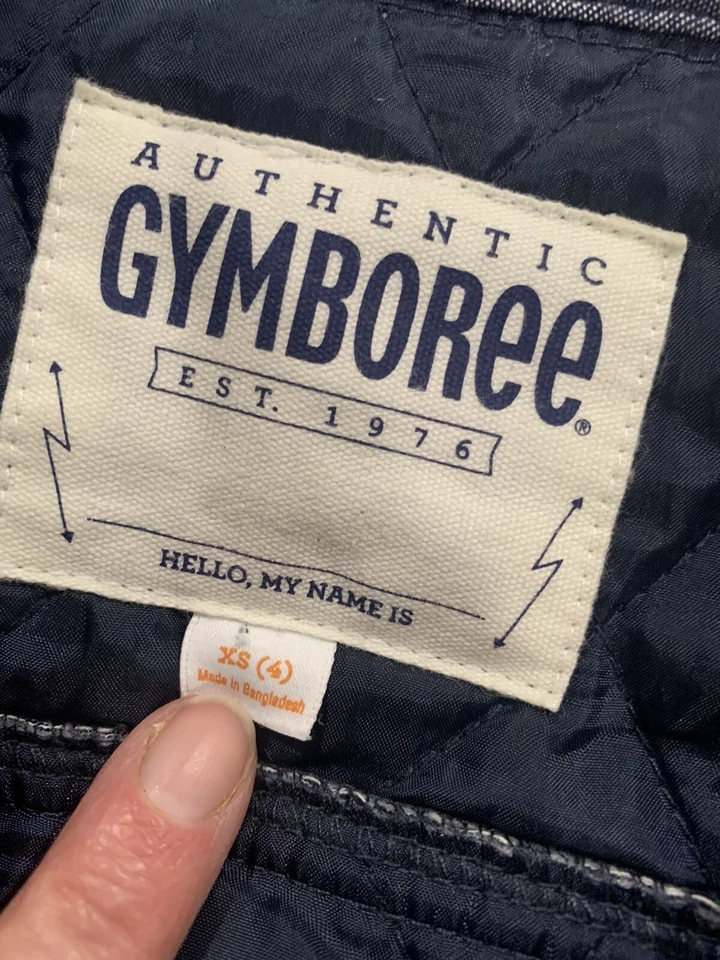 AUTHENTIC
GYMBOREE®
EST. 1976
HELLO, MY NAME IS
XS (4)
Made in Bangladesh